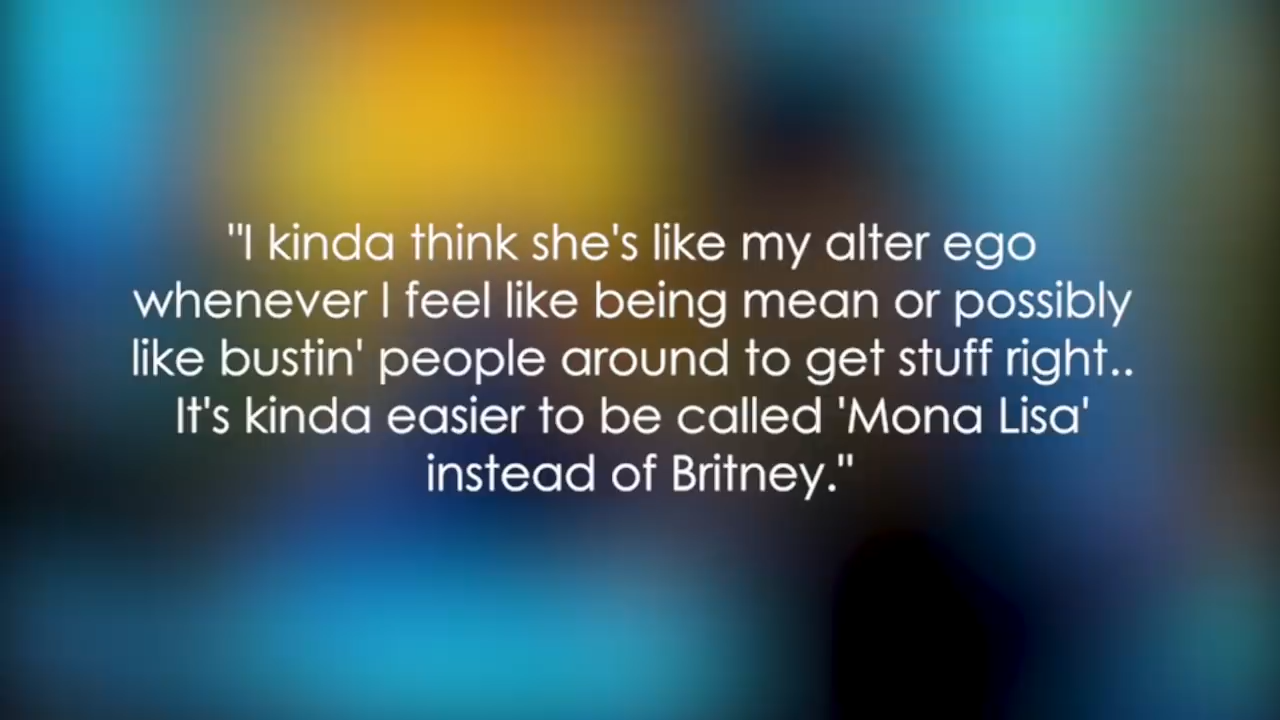 "I kinda think she's like my alter ego
whenever I feel like being mean or possibly
like bustin' people around to get stuff right..
It's kinda easier to be called 'Mona Lisa'
instead of Britney."